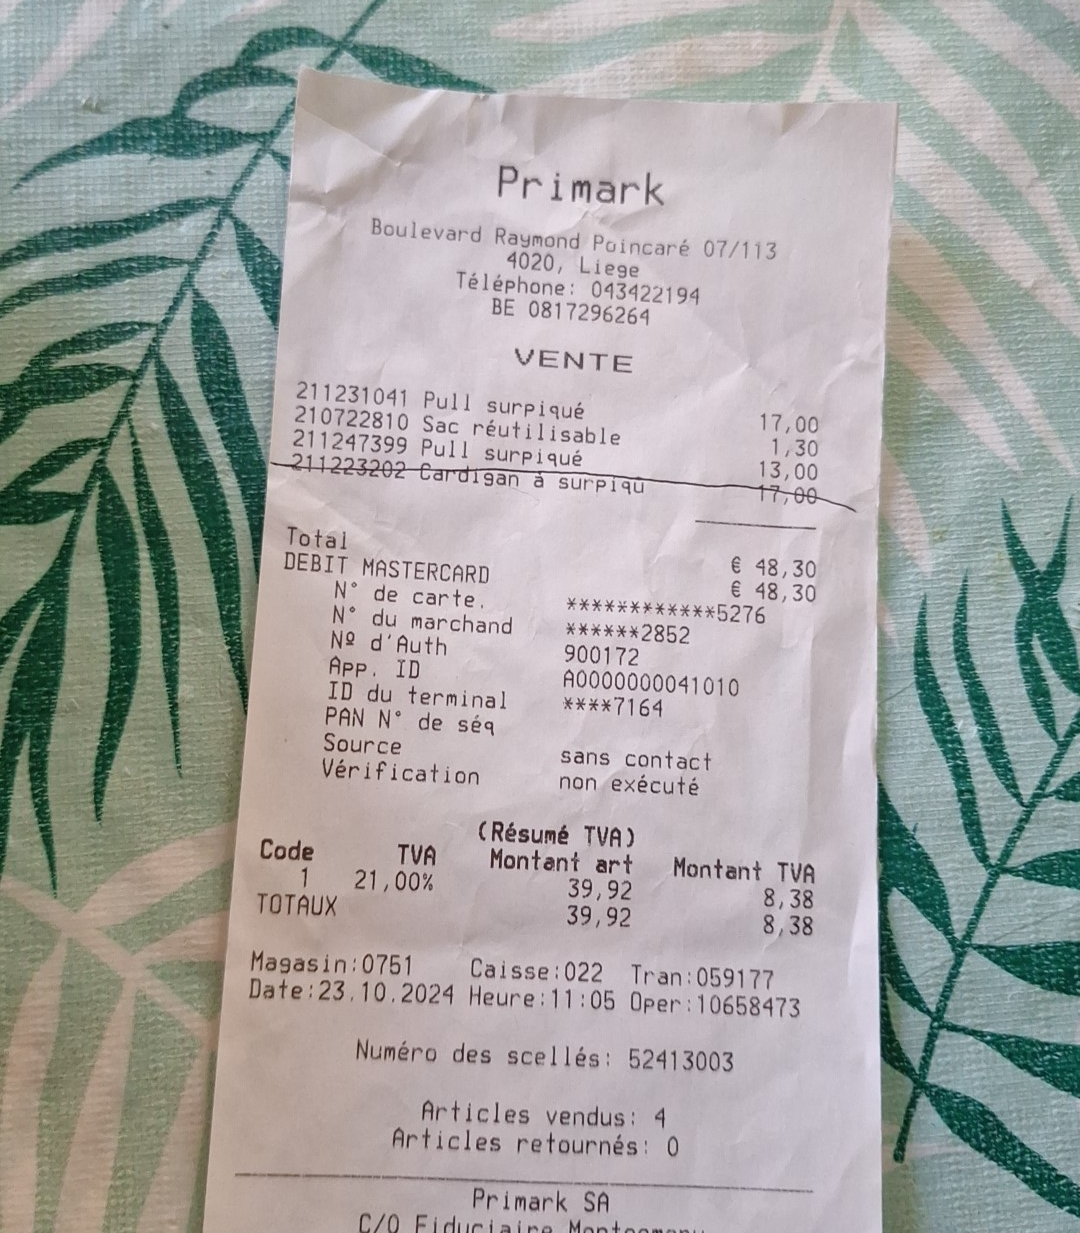 Primark
Boulevard Raymond Poincaré 07/113
4020, Liege
Téléphone: 043422194
BE 0817296264
VENTE
211231041 Pull surpiqué 17,00
210722810 Sac réutilisable 1,30
211247399 Pull surpiqué 13,00
211223202 Cardigan à surpiqu 17,00
Total € 48,30
DEBIT MASTERCARD € 48,30
N° de carte. ************5276
N° du marchand ******2852
Nº d'Auth 900172
App. ID A0000000041010
ID du terminal ****7164
PAN N° de séq
Source sans contact
Vérification non exécuté
(Résumé TVA)
Code TVA Montant art Montant TVA
1 21,00% 39,92 8,38
TOTAUX 39,92 8,38
Magasin:0751 Caisse:022 Tran:059177
Date:23.10.2024 Heure:11:05 Oper:10658473
Numéro des scellés: 52413003
Articles vendus: 4
Articles retournés: 0
Primark SA
C/O Fiduciaire